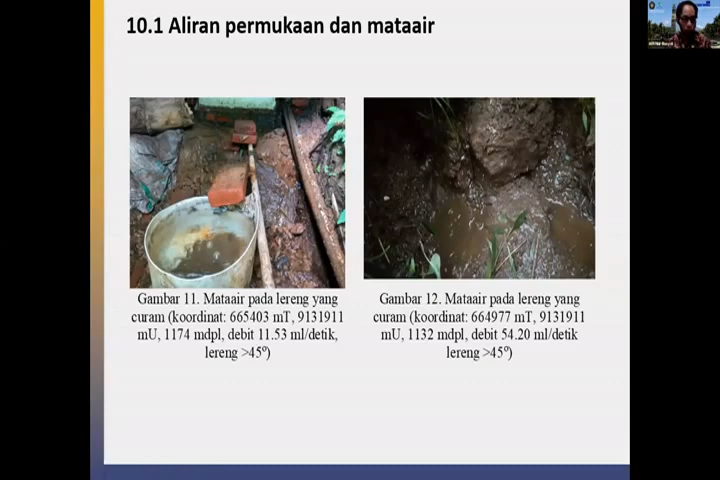 10.1 Aliran permukaan dan mataair
Gambar 11. Mataair pada lereng yang
curam (koordinat: 665403 mT, 9131911
mU, 1174 mdpl, debit 11.53 ml/detik,
lereng >45°)
Gambar 12. Mataair pada lereng yang
curam (koordinat: 664977 mT, 9131911
mU, 1132 mdpl, debit 54.20 ml/detik
lereng >45°)